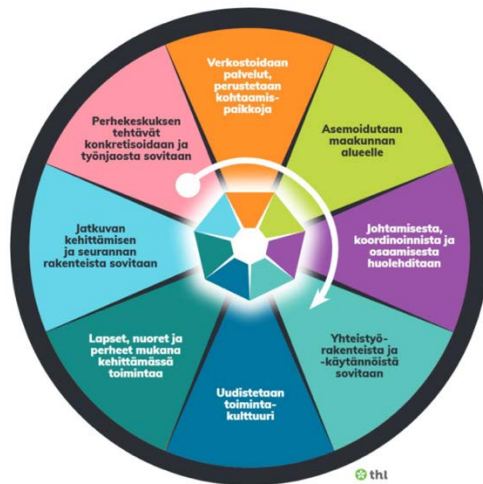 Verkostoidaan
palvelut,
perustetaan
kohtaamis-
paikkoja
Asemoidutaan
maakunnan
alueelle
Johtamisesta,
koordinoinnista ja
osaamisesta
huolehditaan
Yhteistyö-
rakenteista ja
-käytännöistä
sovitaan
Uudistetaan
toiminta-
kulttuuri
Lapset, nuoret ja
perheet mukana
kehittämässä
toimintaa
Jatkuvan
kehittämisen
ja seurannan
rakenteista sovitaan
Perhekeskuksen
tehtävät
konkretisoidaan ja
työnjaosta sovitaan
thl